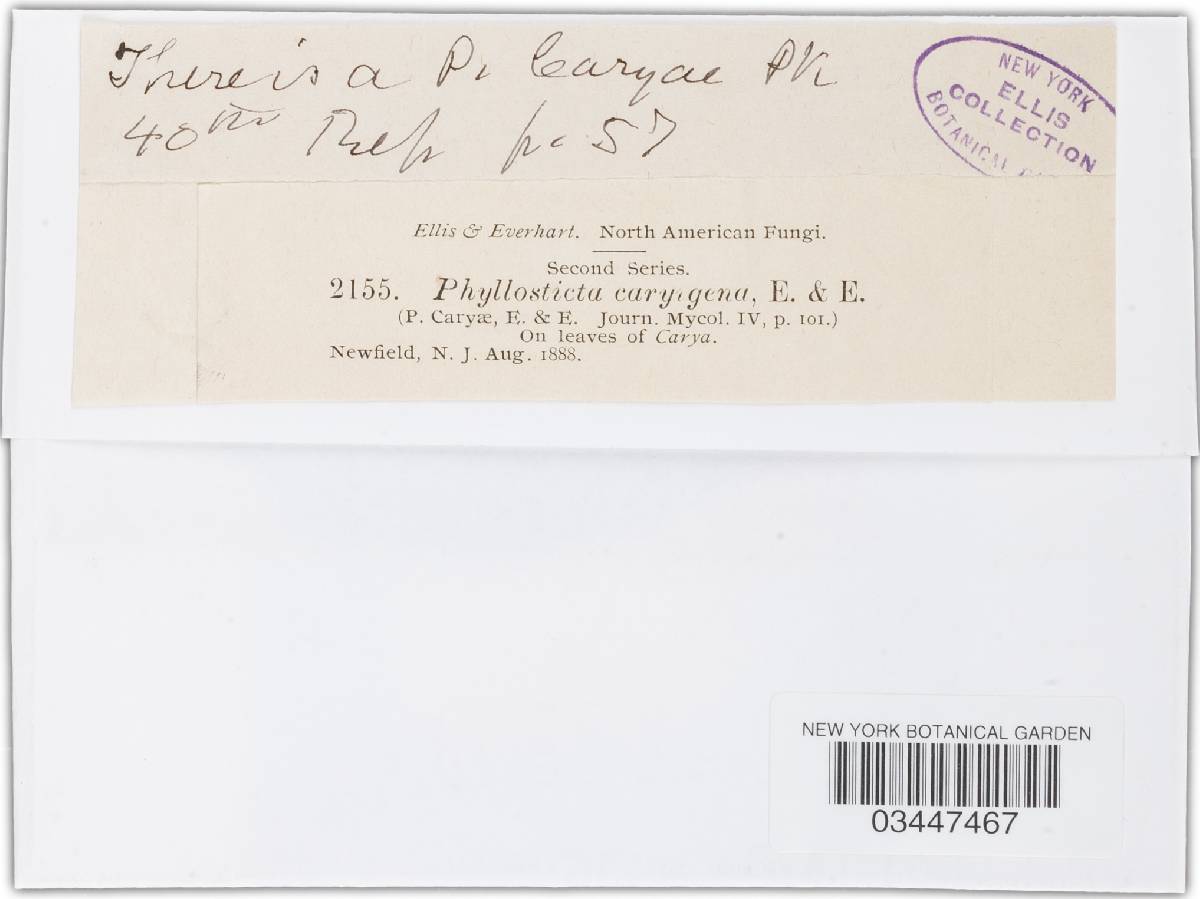 There is a P. Caryae Pk
40th Rep p. 57
NEW YORK
ELLIS
COLLECTION
BOTANICAL
Ellis & Everhart. North American Fungi.
Second Series.
2155. Phyllosticta caryigena, E. & E.
(P. Caryæ, E. & E. Journ. Mycol. IV, p. 101.)
On leaves of Carya.
Newfield, N. J. Aug. 1888.
NEW YORK BOTANICAL GARDEN
03447467